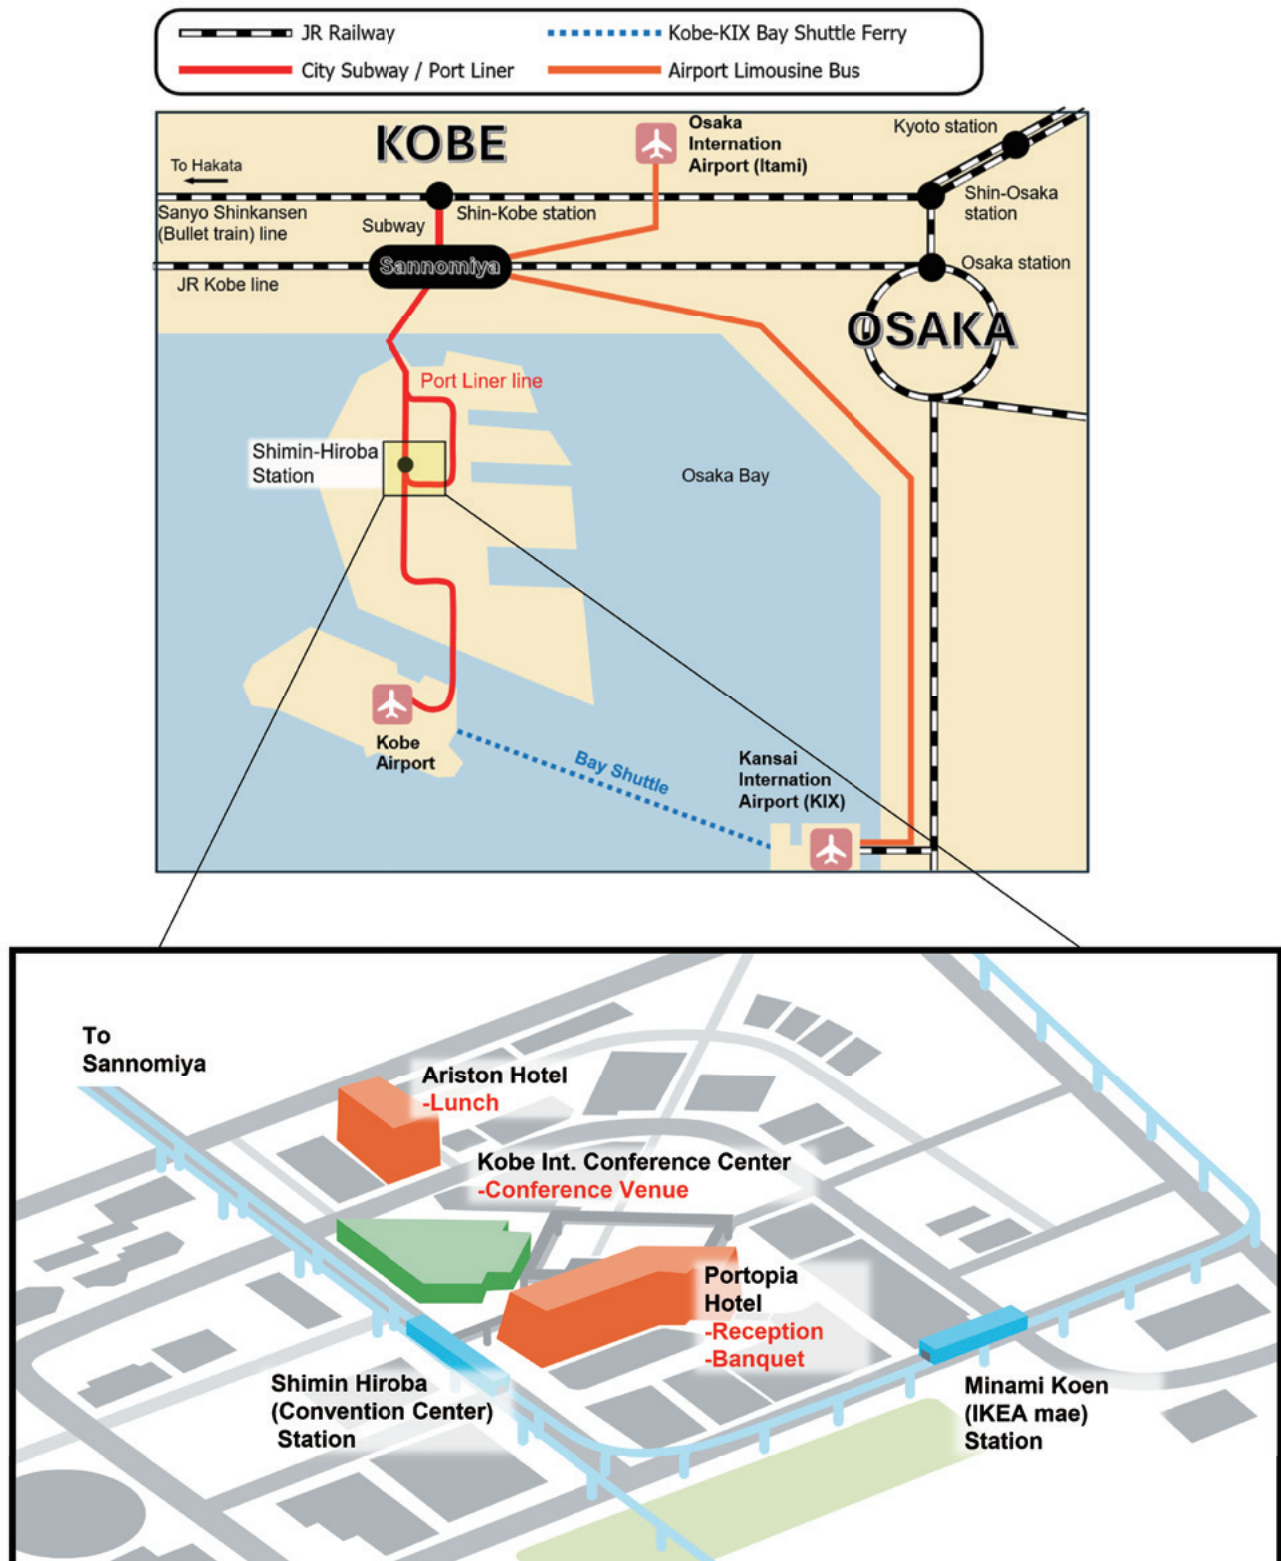 JR Railway
Kobe-KIX Bay Shuttle Ferry
City Subway / Port Liner
Airport Limousine Bus
KOBE
Osaka
Internation
Airport (Itami)
Kyoto station
To Hakata
Sanyo Shinkansen
(Bullet train) line
Subway
Shin-Kobe station
Shin-Osaka
station
Sannomiya
Osaka station
JR Kobe line
OSAKA
Port Liner line
Shimin-Hiroba
Station
Osaka Bay
Kobe
Airport
Bay Shuttle
Kansai
Internation
Airport (KIX)
To
Sannomiya
Ariston Hotel
-Lunch
Kobe Int. Conference Center
-Conference Venue
Portopia
Hotel
-Reception
-Banquet
Shimin Hiroba
(Convention Center)
Station
Minami Koen
(IKEA mae)
Station